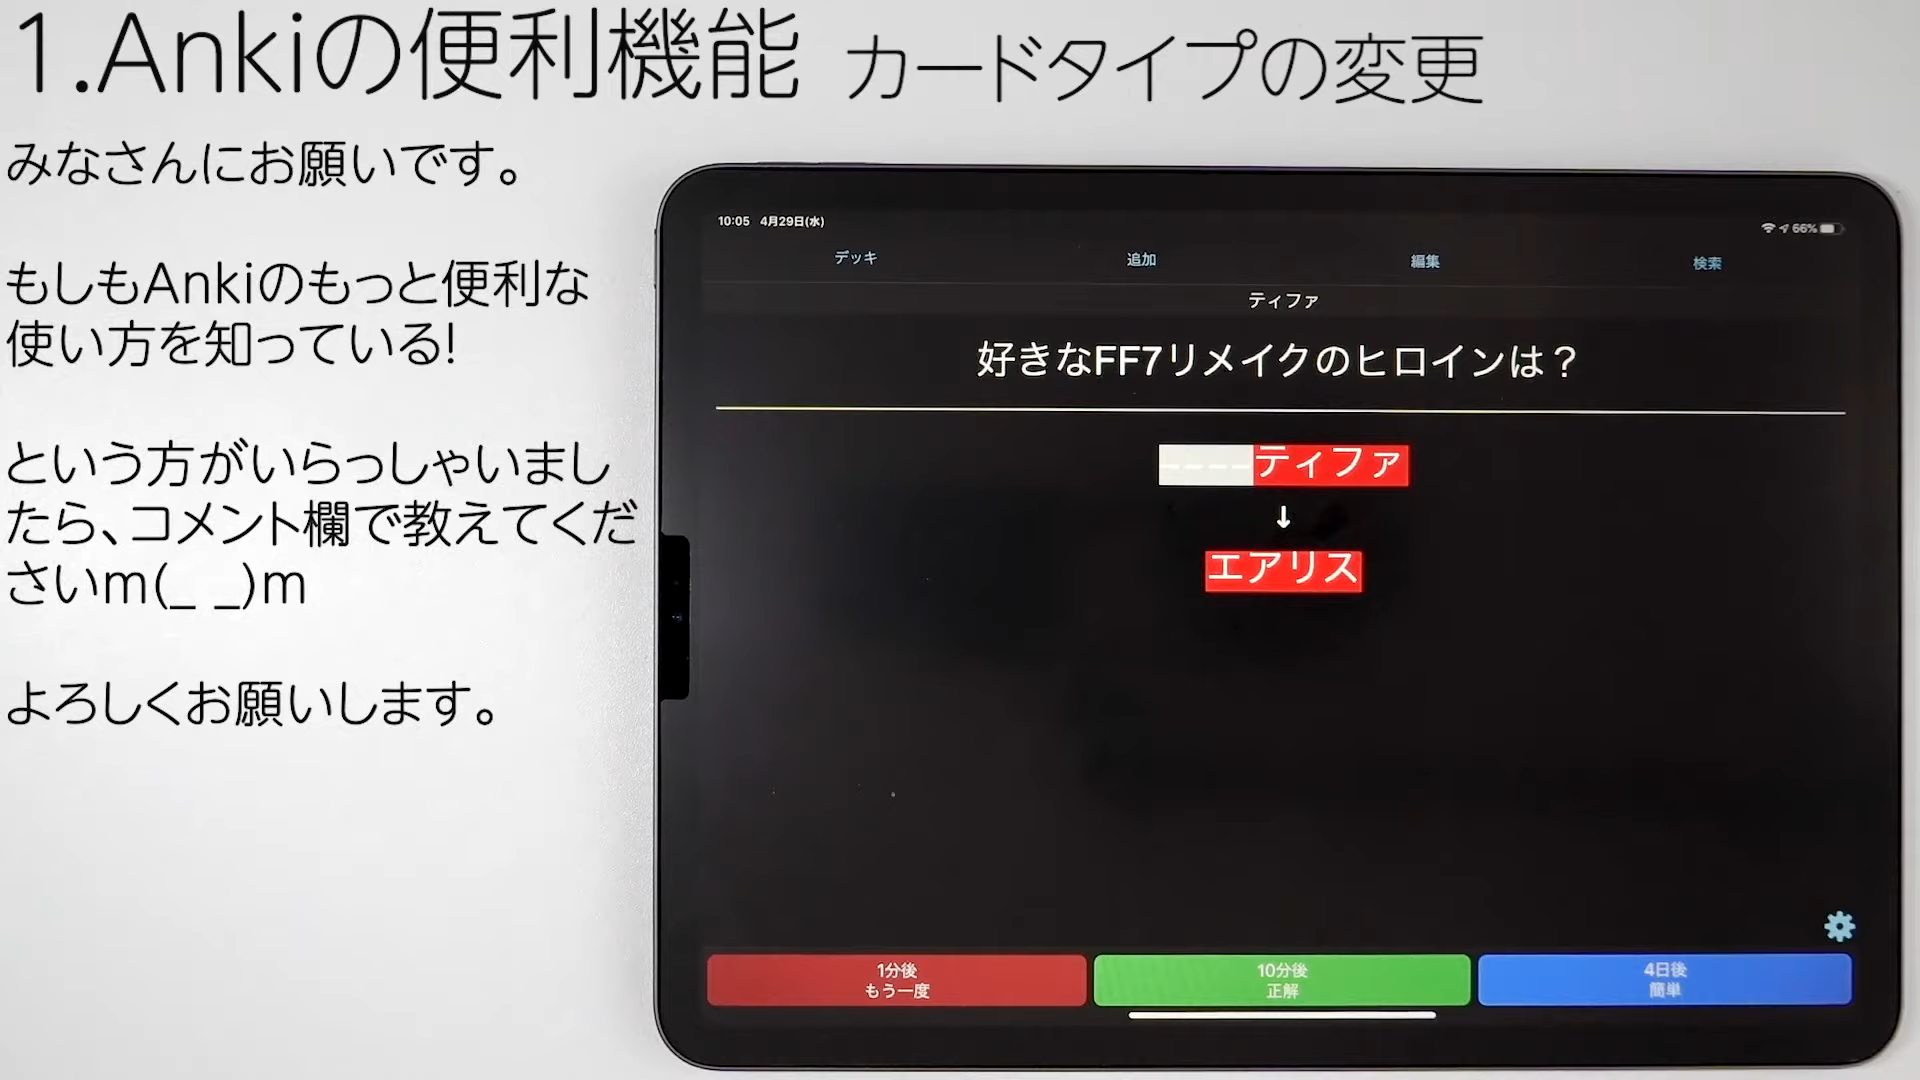 1.Ankiの便利機能 カードタイプの変更
みなさんにお願いです。
もしもAnkiのもっと便利な
使い方を知っている!
という方がいらっしゃいまし
たら、コメント欄で教えてくだ
さいm(_ _)m
よろしくお願いします。
10:05 4月29日(水) 66%
デッキ 追加 編集 検索
ティファ
好きなFF7リメイクのヒロインは？
----ティファ
↓
エアリス
1分後 10分後 4日後
もう一度 正解 簡単